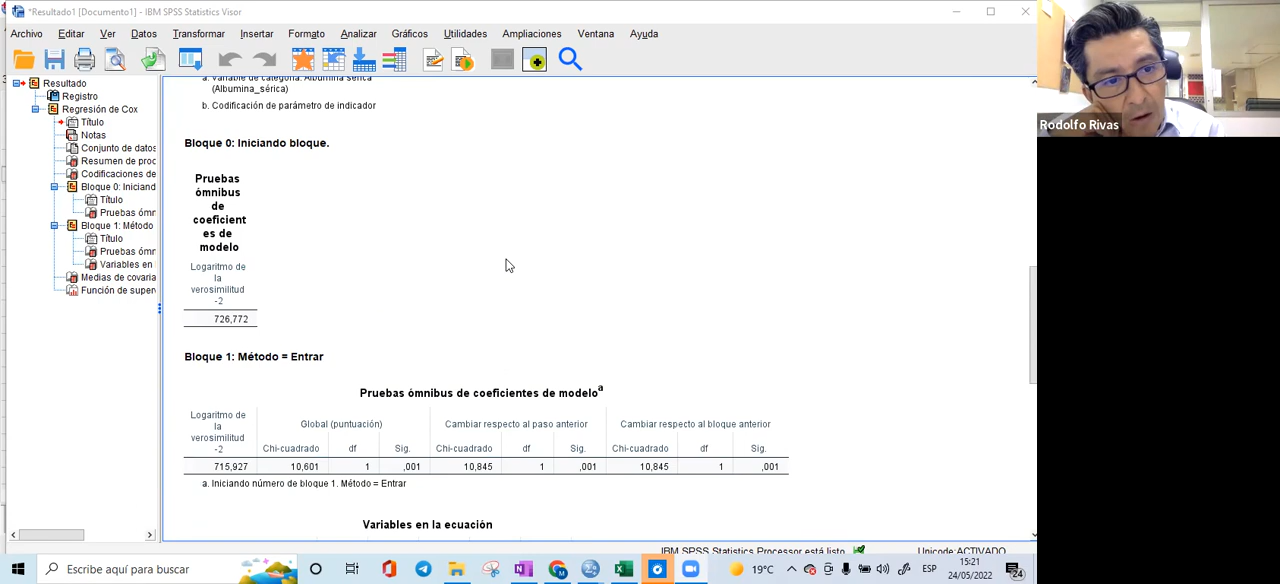 *Resultado1 [Documento1] - IBM SPSS Statistics Visor
Archivo Editar Ver Datos Transformar Insertar Formato Analizar Gráficos Utilidades Ampliaciones Ventana Ayuda
Resultado
Registro
Regresión de Cox
Título
Notas
Conjunto de datos
Resumen de proc
Codificaciones de
Bloque 0: Iniciand
Título
Pruebas ómn
Bloque 1: Método
Título
Pruebas ómn
Variables en
Medias de covaria
Función de super
a. Variable de categoría: Albúmina sérica
(Albumina_sérica)
b. Codificación de parámetro de indicador
Bloque 0: Iniciando bloque.
Pruebas
ómnibus
de
coeficient
es de
modelo
Logaritmo de
la
verosimilitud
-2
726,772
Bloque 1: Método = Entrar
Pruebas ómnibus de coeficientes de modeloa
Logaritmo de
la
verosimilitud
-2
Global (puntuación) Cambiar respecto al paso anterior Cambiar respecto al bloque anterior
Chi-cuadrado df Sig. Chi-cuadrado df Sig. Chi-cuadrado df Sig.
715,927 10,601 1 ,001 10,845 1 ,001 10,845 1 ,001
a. Iniciando número de bloque 1. Método = Entrar
Variables en la ecuación
IBM SPSS Statistics Processor está listo
Unicode:ACTIVADO
Rodolfo Rivas
Escribe aquí para buscar
19°C
ESP
15:21
24/05/2022
24